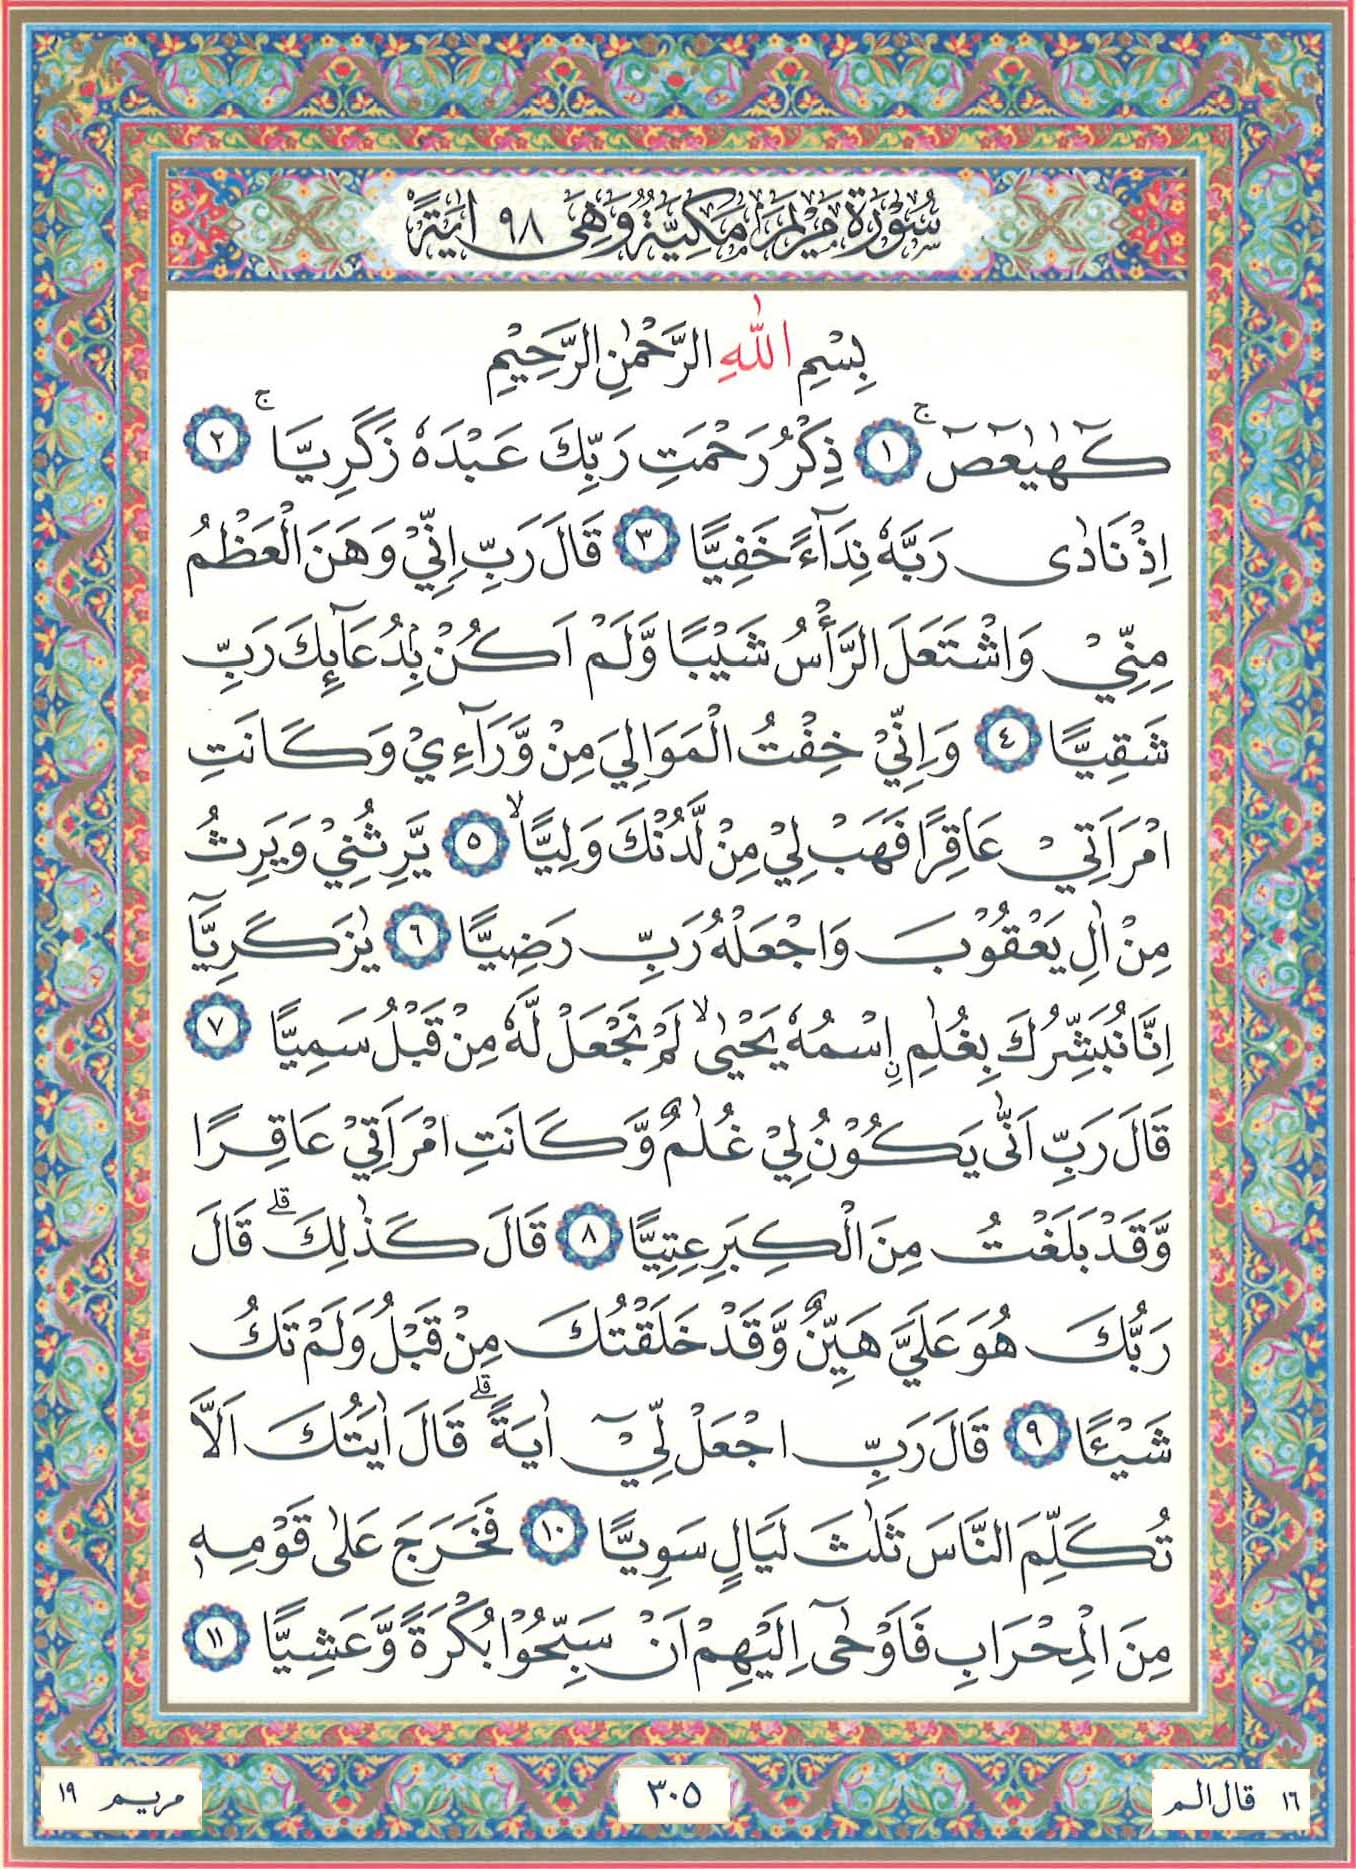 سُوْرَةُ مَرْيَمَ مَكِّيَّةٌ وَهِيَ ٩٨ اٰيَةً
بِسْمِ اللّٰهِ الرَّحْمٰنِ الرَّحِيْمِ
كٓهٰيٰعٓصٓ ۚ ١ ذِكْرُ رَحْمَتِ رَبِّكَ عَبْدَهٗ زَكَرِيَّا ۚ ٢
اِذْ نَادٰى رَبَّهٗ نِدَآءً خَفِيًّا ٣ قَالَ رَبِّ اِنِّيْ وَهَنَ الْعَظْمُ
مِنِّيْ وَاشْتَعَلَ الرَّأْسُ شَيْبًا وَّلَمْ اَكُنْۢ بِدُعَآئِكَ رَبِّ
شَقِيًّا ٤ وَاِنِّيْ خِفْتُ الْمَوَالِيَ مِنْ وَّرَآءِيْ وَكَانَتِ
امْرَاَتِيْ عَاقِرًا فَهَبْ لِيْ مِنْ لَّدُنْكَ وَلِيًّا ۙ ٥ يَّرِثُنِيْ وَيَرِثُ
مِنْ اٰلِ يَعْقُوْبَ وَاجْعَلْهُ رَبِّ رَضِيًّا ٦ يٰزَكَرِيَّآ
اِنَّا نُبَشِّرُكَ بِغُلٰمِ ِۨاسْمُهٗ يَحْيٰى ۙ لَمْ نَجْعَلْ لَّهٗ مِنْ قَبْلُ سَمِيًّا ٧
قَالَ رَبِّ اَنّٰى يَكُوْنُ لِيْ غُلٰمٌ وَّكَانَتِ امْرَاَتِيْ عَاقِرًا
وَّقَدْ بَلَغْتُ مِنَ الْكِبَرِ عِتِيًّا ٨ قَالَ كَذٰلِكَ ۗ قَالَ
رَبُّكَ هُوَ عَلَيَّ هَيِّنٌ وَّقَدْ خَلَقْتُكَ مِنْ قَبْلُ وَلَمْ تَكُ
شَيْئًا ٩ قَالَ رَبِّ اجْعَلْ لِّيْٓ اٰيَةً ۗ قَالَ اٰيَتُكَ اَلَّا
تُكَلِّمَ النَّاسَ ثَلٰثَ لَيَالٍ سَوِيًّا ١٠ فَخَرَجَ عَلٰى قَوْمِهٖ
مِنَ الْمِحْرَابِ فَاَوْحٰٓى اِلَيْهِمْ اَنْ سَبِّحُوْا بُكْرَةً وَّعَشِيًّا ١١
١٦ قال الم ٣٠٥ مريم ١٩